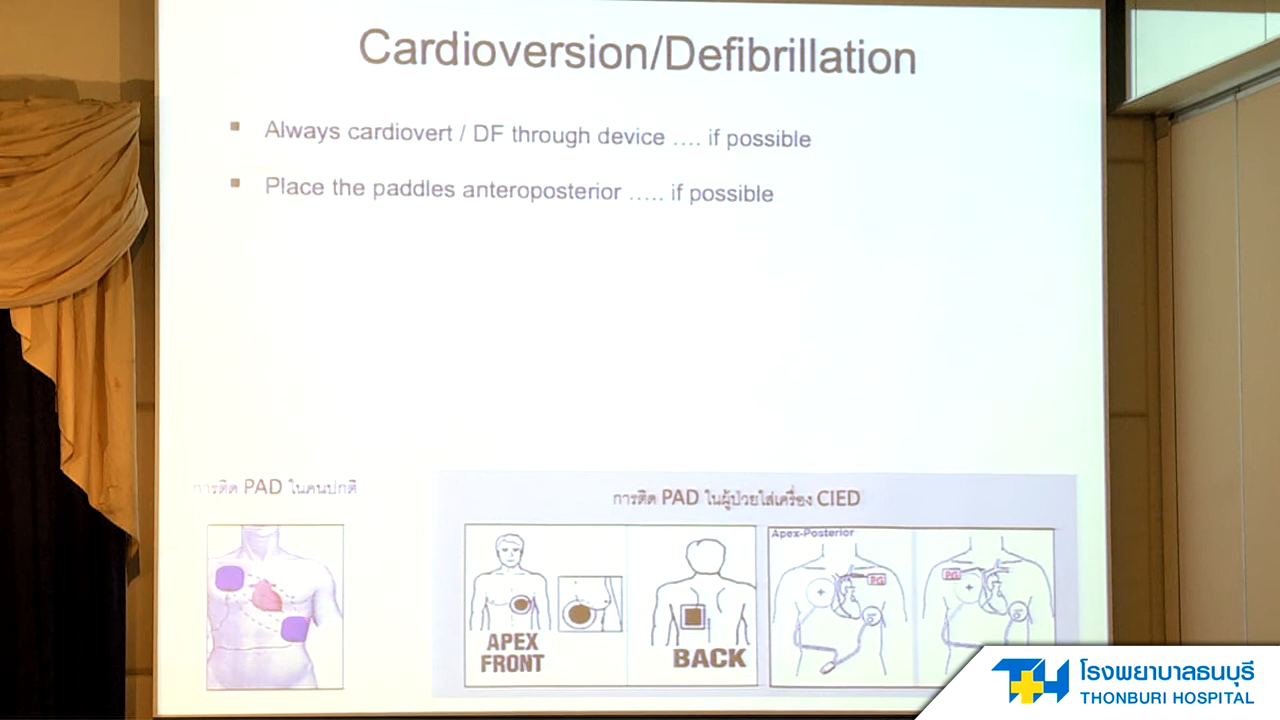 Cardioversion/Defibrillation
Always cardiovert / DF through device .... if possible
Place the paddles anteroposterior ..... if possible
การติด PAD ในคนปกติ
การติด PAD ในผู้ป่วยใส่เครื่อง CIED
APEX
FRONT
BACK
Apex-Posterior
PG
PG
โรงพยาบาลธนบุรี
THONBURI HOSPITAL